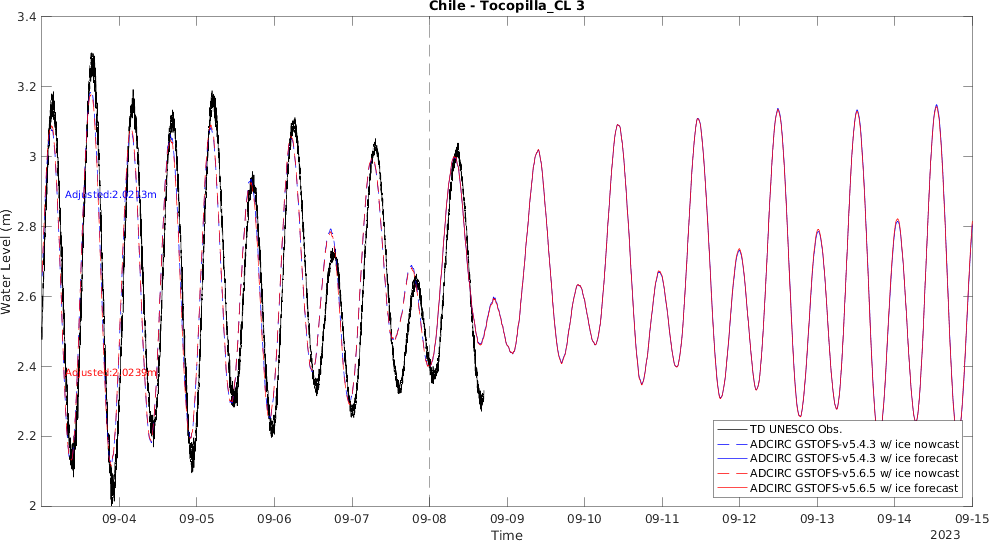 Chile - Tocopilla_CL 3
3.4
3.2
3
2.8
2.6
2.4
2.2
2
Water Level (m)
Adjusted:2.0213m
Adjusted:2.0239m
TD UNESCO Obs.
ADCIRC GSTOFS-v5.4.3 w/ ice nowcast
ADCIRC GSTOFS-v5.4.3 w/ ice forecast
ADCIRC GSTOFS-v5.6.5 w/ ice nowcast
ADCIRC GSTOFS-v5.6.5 w/ ice forecast
09-04 09-05 09-06 09-07 09-08 09-09 09-10 09-11 09-12 09-13 09-14 09-15
Time
2023